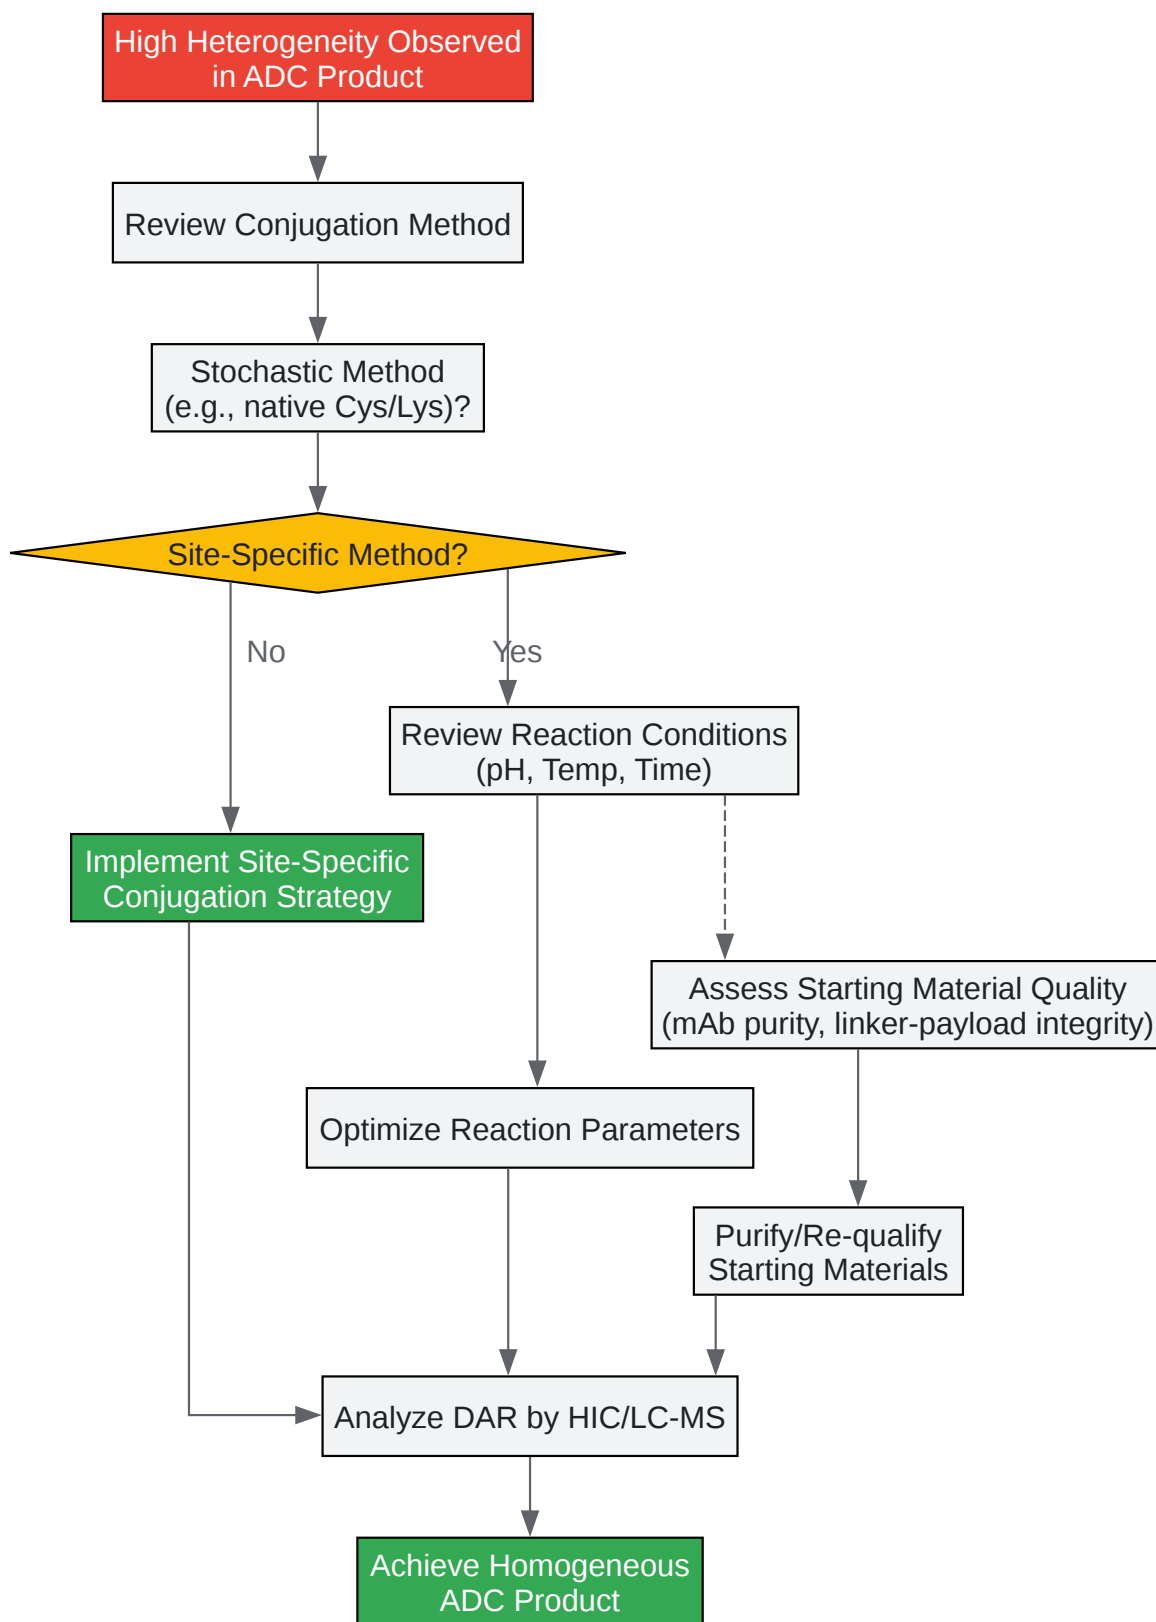 High Heterogeneity Observed
in ADC Product
Review Conjugation Method
Stochastic Method
(e.g., native Cys/Lys)?
Site-Specific Method?
No
Yes
Review Reaction Conditions
(pH, Temp, Time)
Implement Site-Specific
Conjugation Strategy
Assess Starting Material Quality
(mAb purity, linker-payload integrity)
Optimize Reaction Parameters
Purify/Re-qualify
Starting Materials
Analyze DAR by HIC/LC-MS
Achieve Homogeneous
ADC Product